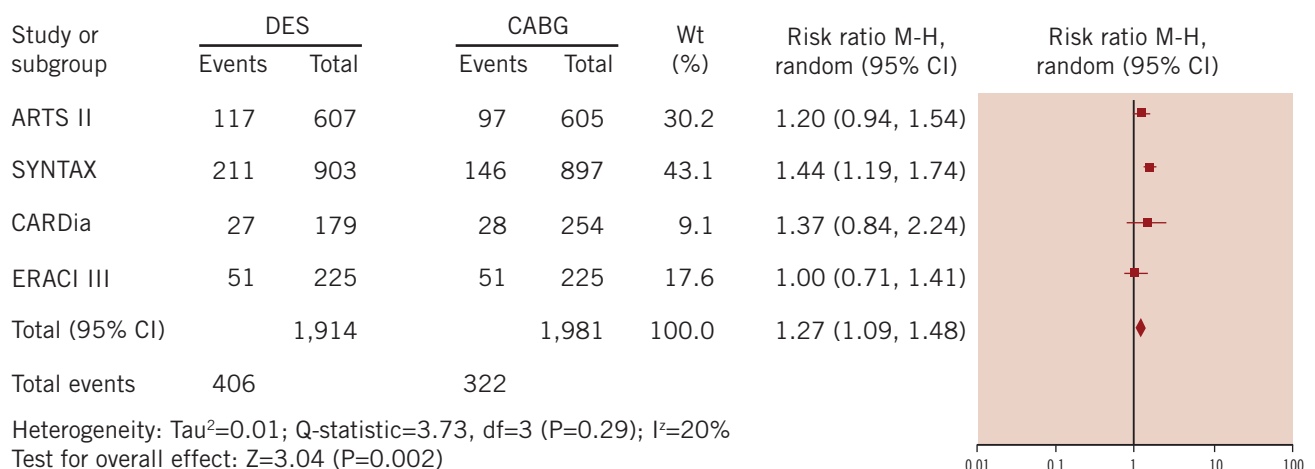 Study or subgroup DES CABG Wt (%) Risk ratio M-H, random (95% CI) Risk ratio M-H, random (95% CI)
Events Total Events Total
ARTS II 117 607 97 605 30.2 1.20 (0.94, 1.54)
SYNTAX 211 903 146 897 43.1 1.44 (1.19, 1.74)
CARDia 27 179 28 254 9.1 1.37 (0.84, 2.24)
ERACI III 51 225 51 225 17.6 1.00 (0.71, 1.41)
Total (95% CI) 1,914 1,981 100.0 1.27 (1.09, 1.48)
Total events 406 322
Heterogeneity: Tau²=0.01; Q-statistic=3.73, df=3 (P=0.29); Iᶻ=20%
Test for overall effect: Z=3.04 (P=0.002)
0.01 0.1 1 10 100